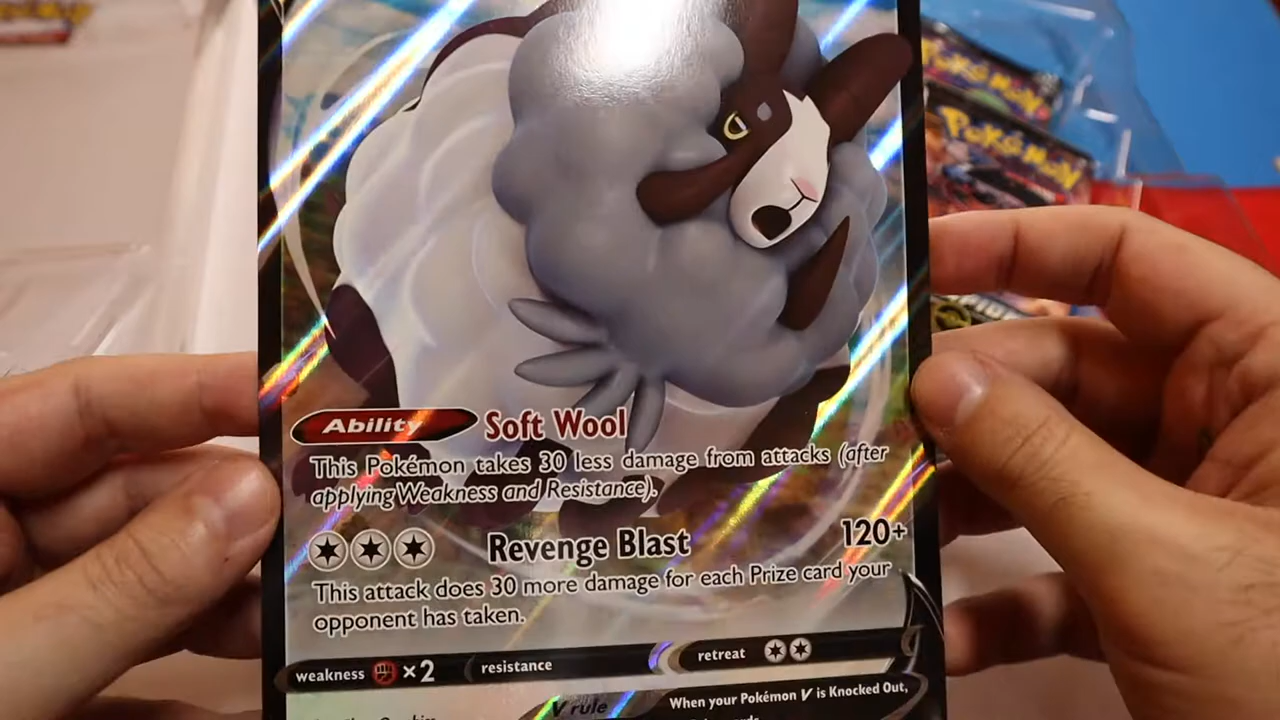 Pokémon
Pokémon
Ability Soft Wool
This Pokémon takes 30 less damage from attacks (after
applying Weakness and Resistance).
Revenge Blast 120+
This attack does 30 more damage for each Prize card your
opponent has taken.
weakness ×2 resistance retreat
V rule When your Pokémon V is Knocked Out,